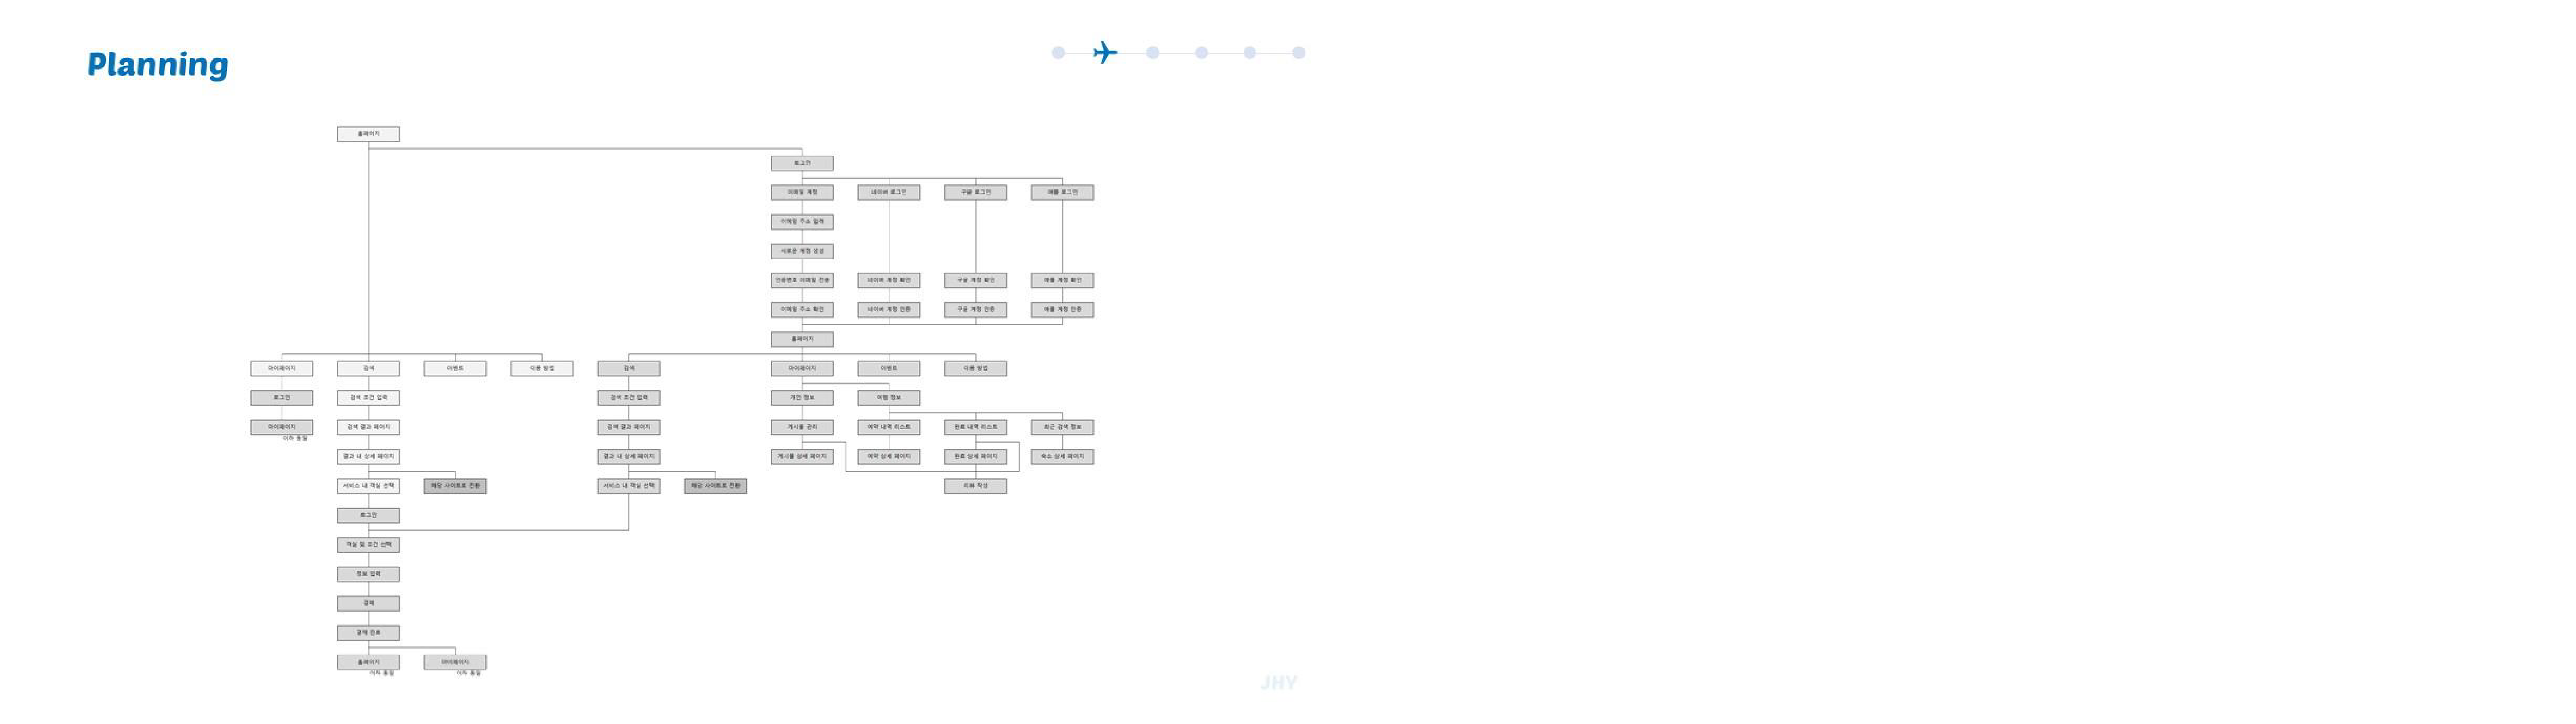 Planning
홈페이지
로그인
이메일 계정
네이버 로그인
구글 로그인
애플 로그인
이메일 주소 입력
새로운 계정 생성
인증번호 이메일 전송
네이버 계정 확인
구글 계정 확인
애플 계정 확인
이메일 주소 확인
네이버 계정 인증
구글 계정 인증
애플 계정 인증
홈페이지
마이페이지
검색
이벤트
이용 방법
검색
마이페이지
이벤트
이용 방법
로그인
검색 조건 입력
검색 조건 입력
개인 정보
여행 정보
마이페이지
이하 동일
검색 결과 페이지
검색 결과 페이지
게시물 관리
예약 내역 리스트
완료 내역 리스트
최근 검색 정보
결과 내 상세 페이지
결과 내 상세 페이지
게시물 상세 페이지
예약 상세 페이지
완료 상세 페이지
숙소 상세 페이지
서비스 내 객실 선택
해당 사이트로 전환
서비스 내 객실 선택
해당 사이트로 전환
리뷰 작성
로그인
객실 및 조건 선택
정보 입력
결제
결제 완료
홈페이지
이하 동일
마이페이지
이하 동일
JHY